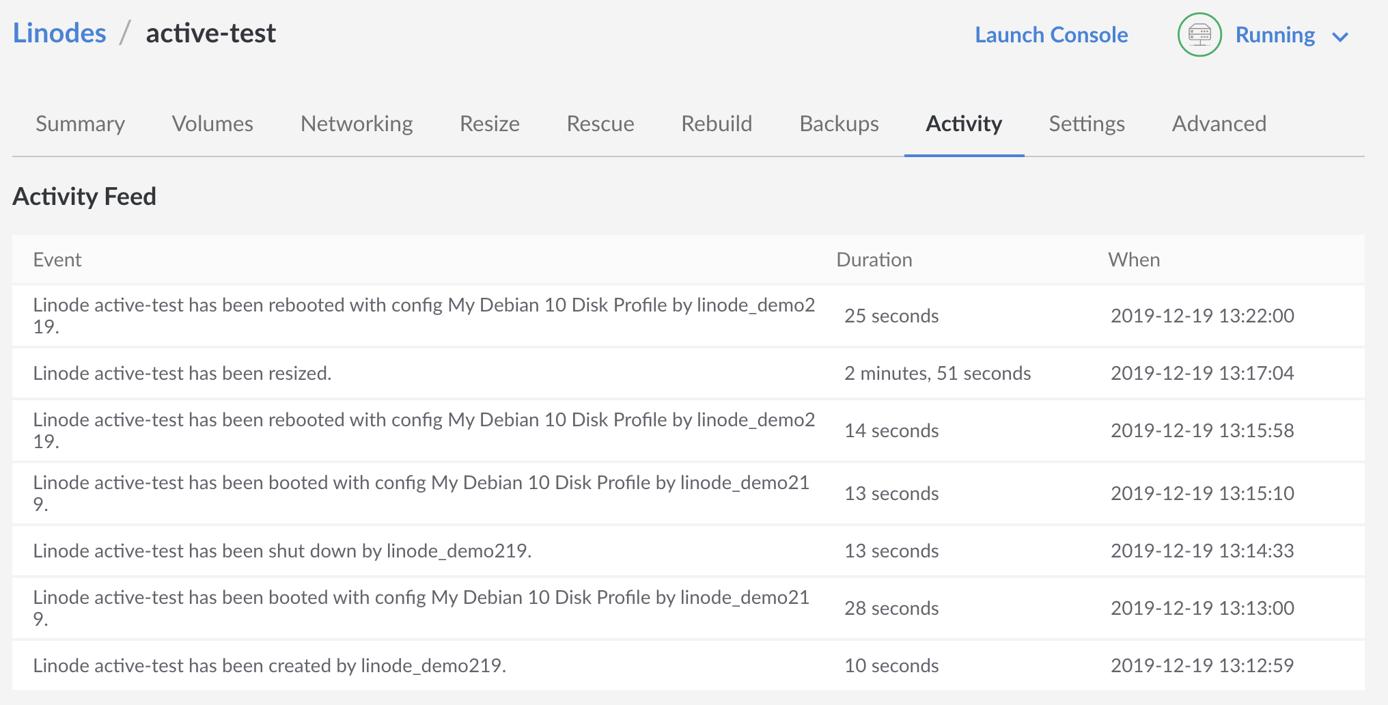 Linodes / active-test Launch Console Running
Summary Volumes Networking Resize Rescue Rebuild Backups Activity Settings Advanced
Activity Feed
Event Duration When
Linode active-test has been rebooted with config My Debian 10 Disk Profile by linode_demo2
19. 25 seconds 2019-12-19 13:22:00
Linode active-test has been resized. 2 minutes, 51 seconds 2019-12-19 13:17:04
Linode active-test has been rebooted with config My Debian 10 Disk Profile by linode_demo2
19. 14 seconds 2019-12-19 13:15:58
Linode active-test has been booted with config My Debian 10 Disk Profile by linode_demo21
9. 13 seconds 2019-12-19 13:15:10
Linode active-test has been shut down by linode_demo219. 13 seconds 2019-12-19 13:14:33
Linode active-test has been booted with config My Debian 10 Disk Profile by linode_demo21
9. 28 seconds 2019-12-19 13:13:00
Linode active-test has been created by linode_demo219. 10 seconds 2019-12-19 13:12:59